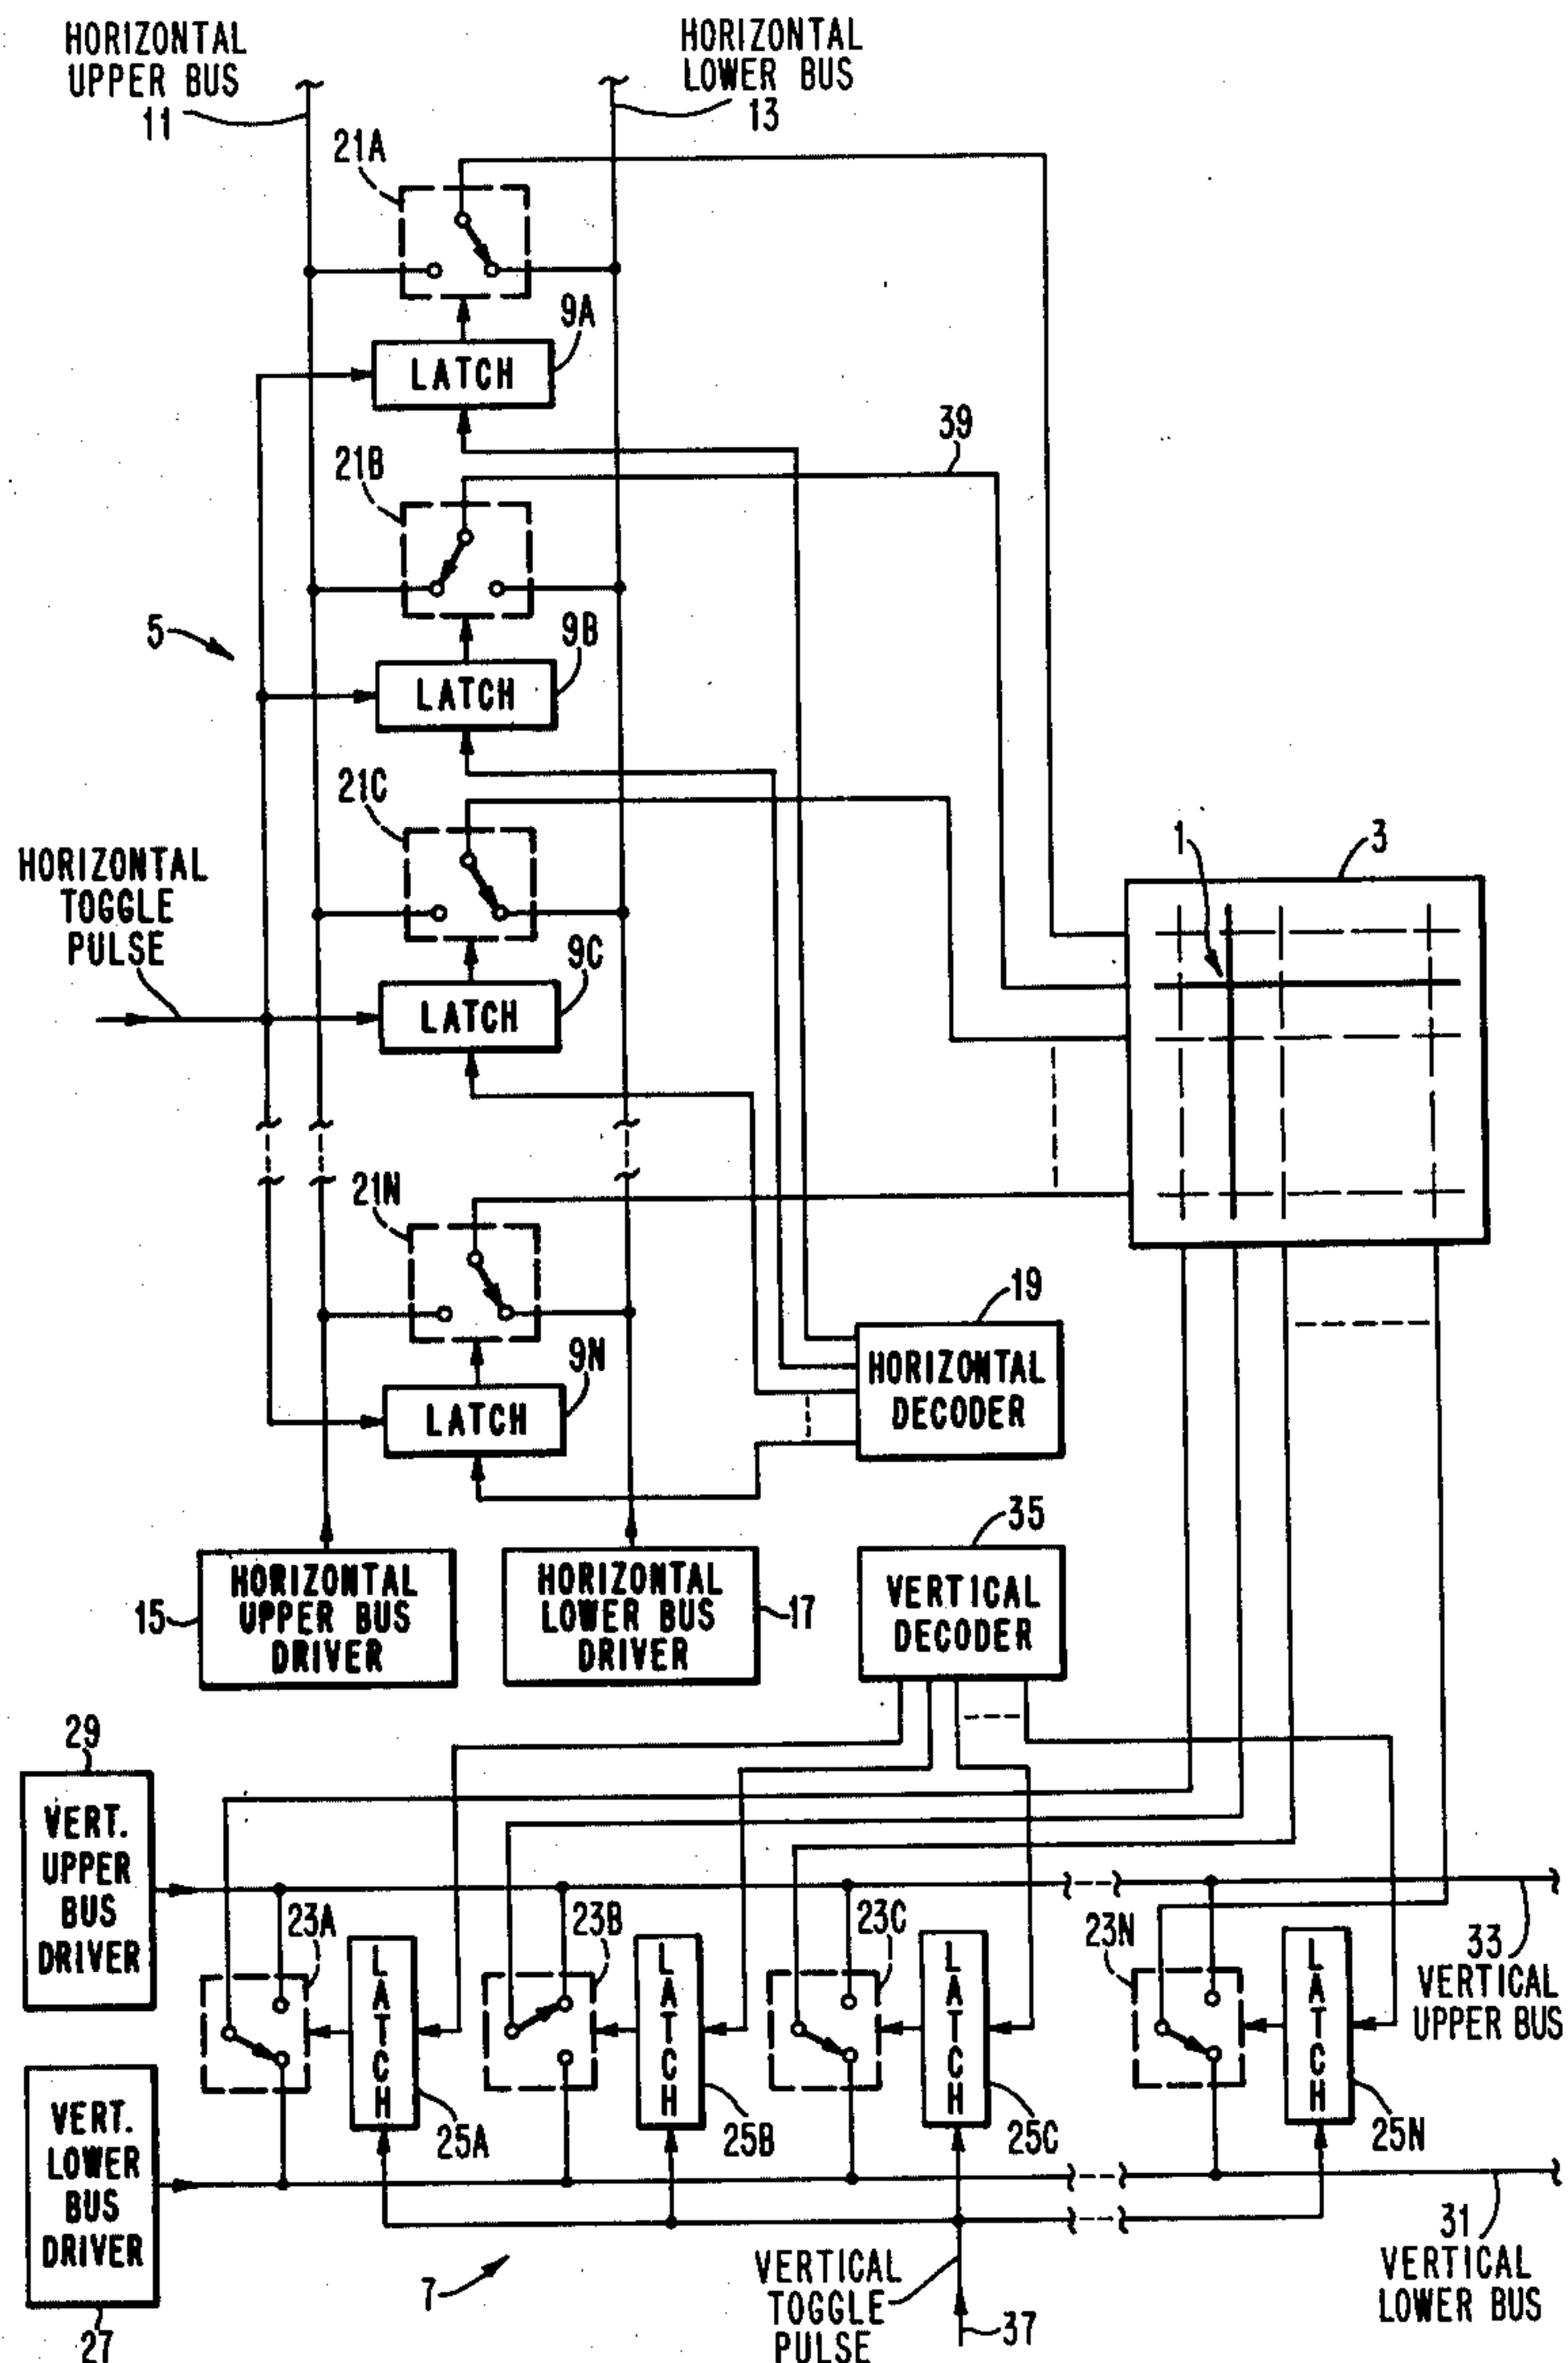 HORIZONTAL
UPPER BUS
11
HORIZONTAL
LOWER BUS
13
21A
9A
LATCH
39
21B
5
9B
LATCH
21C
HORIZONTAL
TOGGLE
PULSE
1
3
9C
LATCH
21N
19
HORIZONTAL
DECODER
9N
LATCH
35
HORIZONTAL
UPPER BUS
DRIVER
15
HORIZONTAL
LOWER BUS
DRIVER
17
VERTICAL
DECODER
29
VERT.
UPPER
BUS
DRIVER
23A
LATCH
23B
LATCH
23C
LATCH
23N
LATCH
33
VERTICAL
UPPER BUS
25A
25B
25C
25N
VERT.
LOWER
BUS
DRIVER
27
7
VERTICAL
TOGGLE
PULSE
37
31
VERTICAL
LOWER BUS